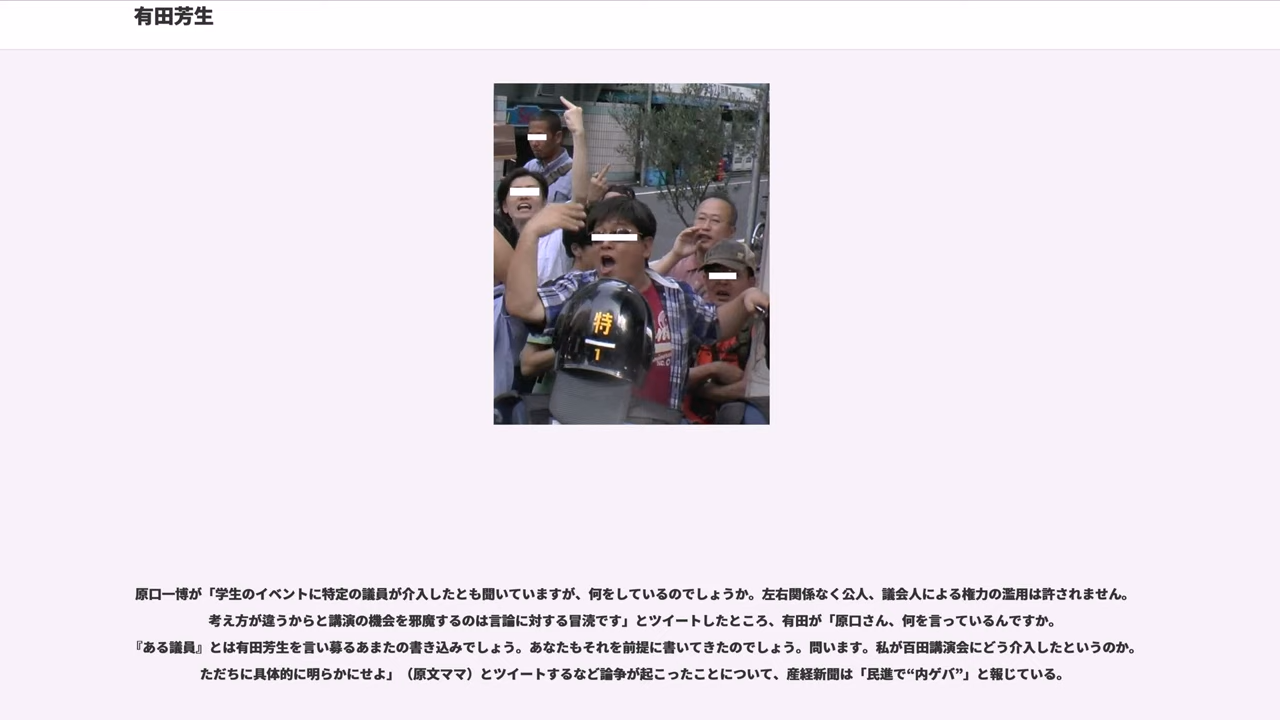 有田芳生
特
1
原口一博が「学生のイベントに特定の議員が介入したとも聞いていますが、何をしているのでしょうか。左右関係なく公人、議会人による権力の濫用は許されません。
考え方が違うからと講演の機会を邪魔するのは言論に対する冒涜です」とツイートしたところ、有田が「原口さん、何を言っているんですか。
『ある議員』とは有田芳生を言い募るあまたの書き込みでしょう。あなたもそれを前提に書いてきたのでしょう。問います。私が百田講演会にどう介入したというのか。
ただちに具体的に明らかにせよ」（原文ママ）とツイートするなど論争が起こったことについて、産経新聞は「民進で“内ゲバ”」と報じている。